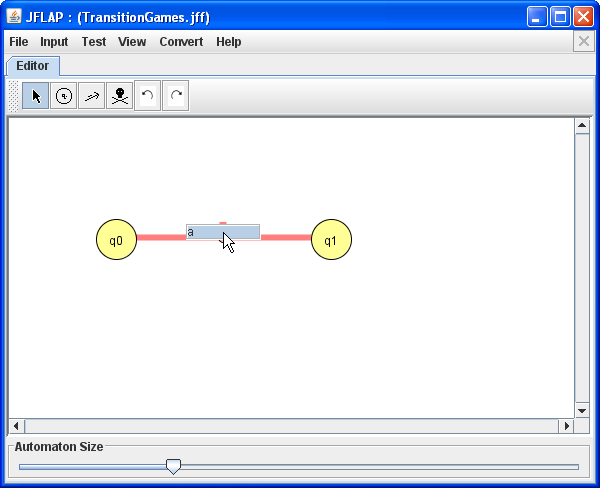 JFLAP : (TransitionGames.jff)
File Input Test View Convert Help
Editor
q0 a q1
Automaton Size